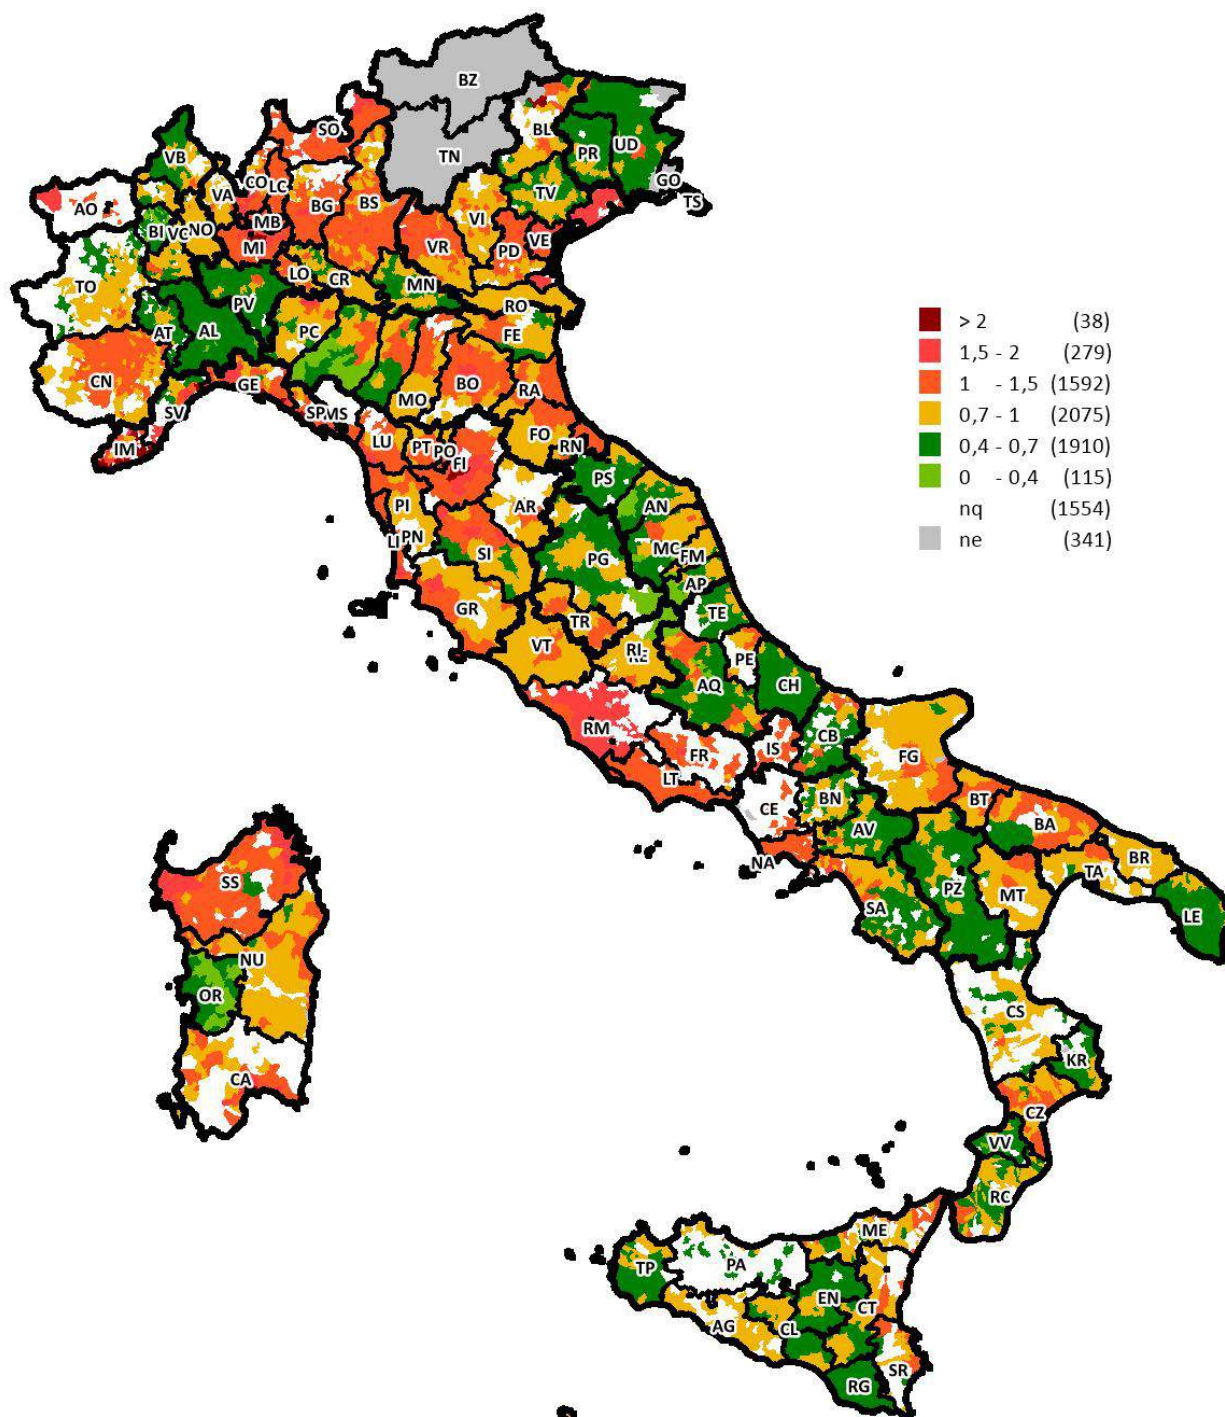 BZ
SO
TN
BL
PR
UD
VB
CO
LC
VA
BG
BS
TV
GO
TS
AO
BI
VC
NO
MB
MI
VI
VR
PD
VE
LO
CR
MN
TO
PV
RO
AT
AL
PC
FE
CN
GE
MO
BO
RA
SV
SP
MS
IM
LU
PT
PO
FI
FO
RN
PS
PI
AR
AN
LI
PN
SI
PG
MC
FM
AP
GR
TR
TE
VT
RI
PE
AQ
CH
RM
FR
IS
CB
LT
FG
CE
BN
BT
BA
AV
NA
BR
TA
SS
SA
PZ
MT
LE
NU
OR
CS
CA
KR
CZ
VV
RC
ME
TP
PA
EN
AG
CL
CT
SR
RG
> 2 (38)
1,5 - 2 (279)
1 - 1,5 (1592)
0,7 - 1 (2075)
0,4 - 0,7 (1910)
0 - 0,4 (115)
nq (1554)
ne (341)